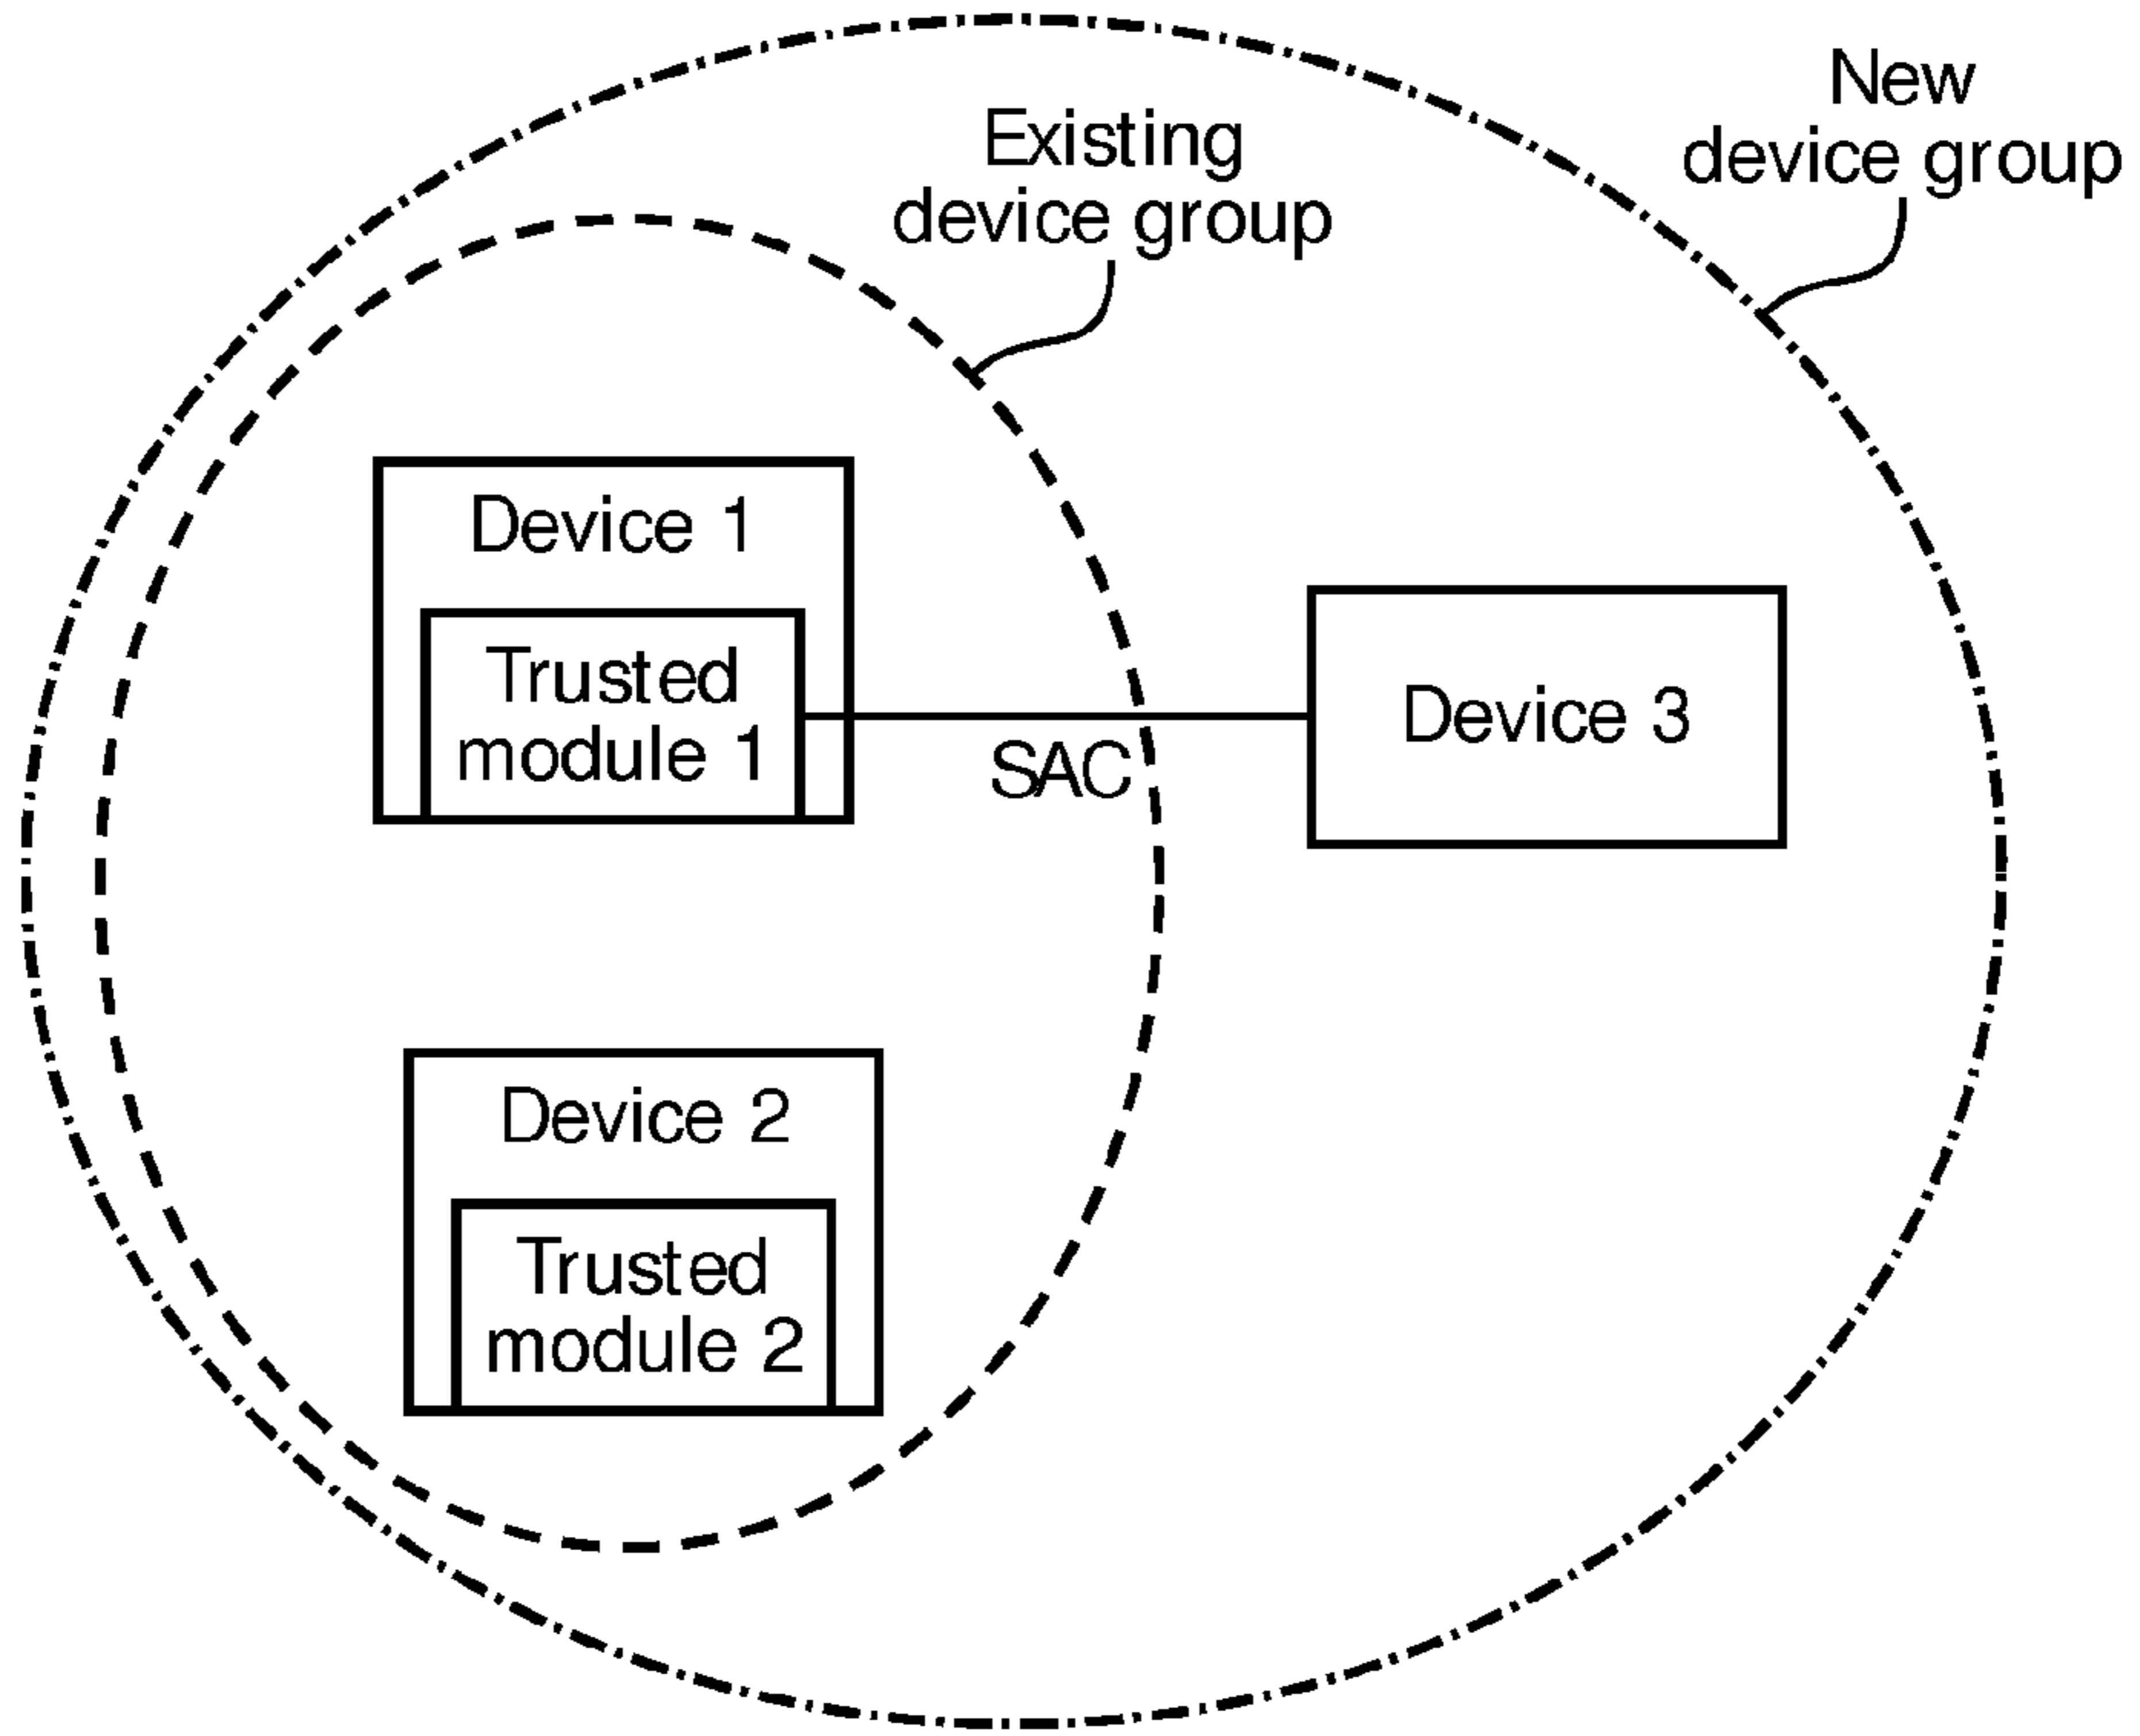 New
device group
Existing
device group
Device 1
Trusted
module 1
SAC
Device 3
Device 2
Trusted
module 2